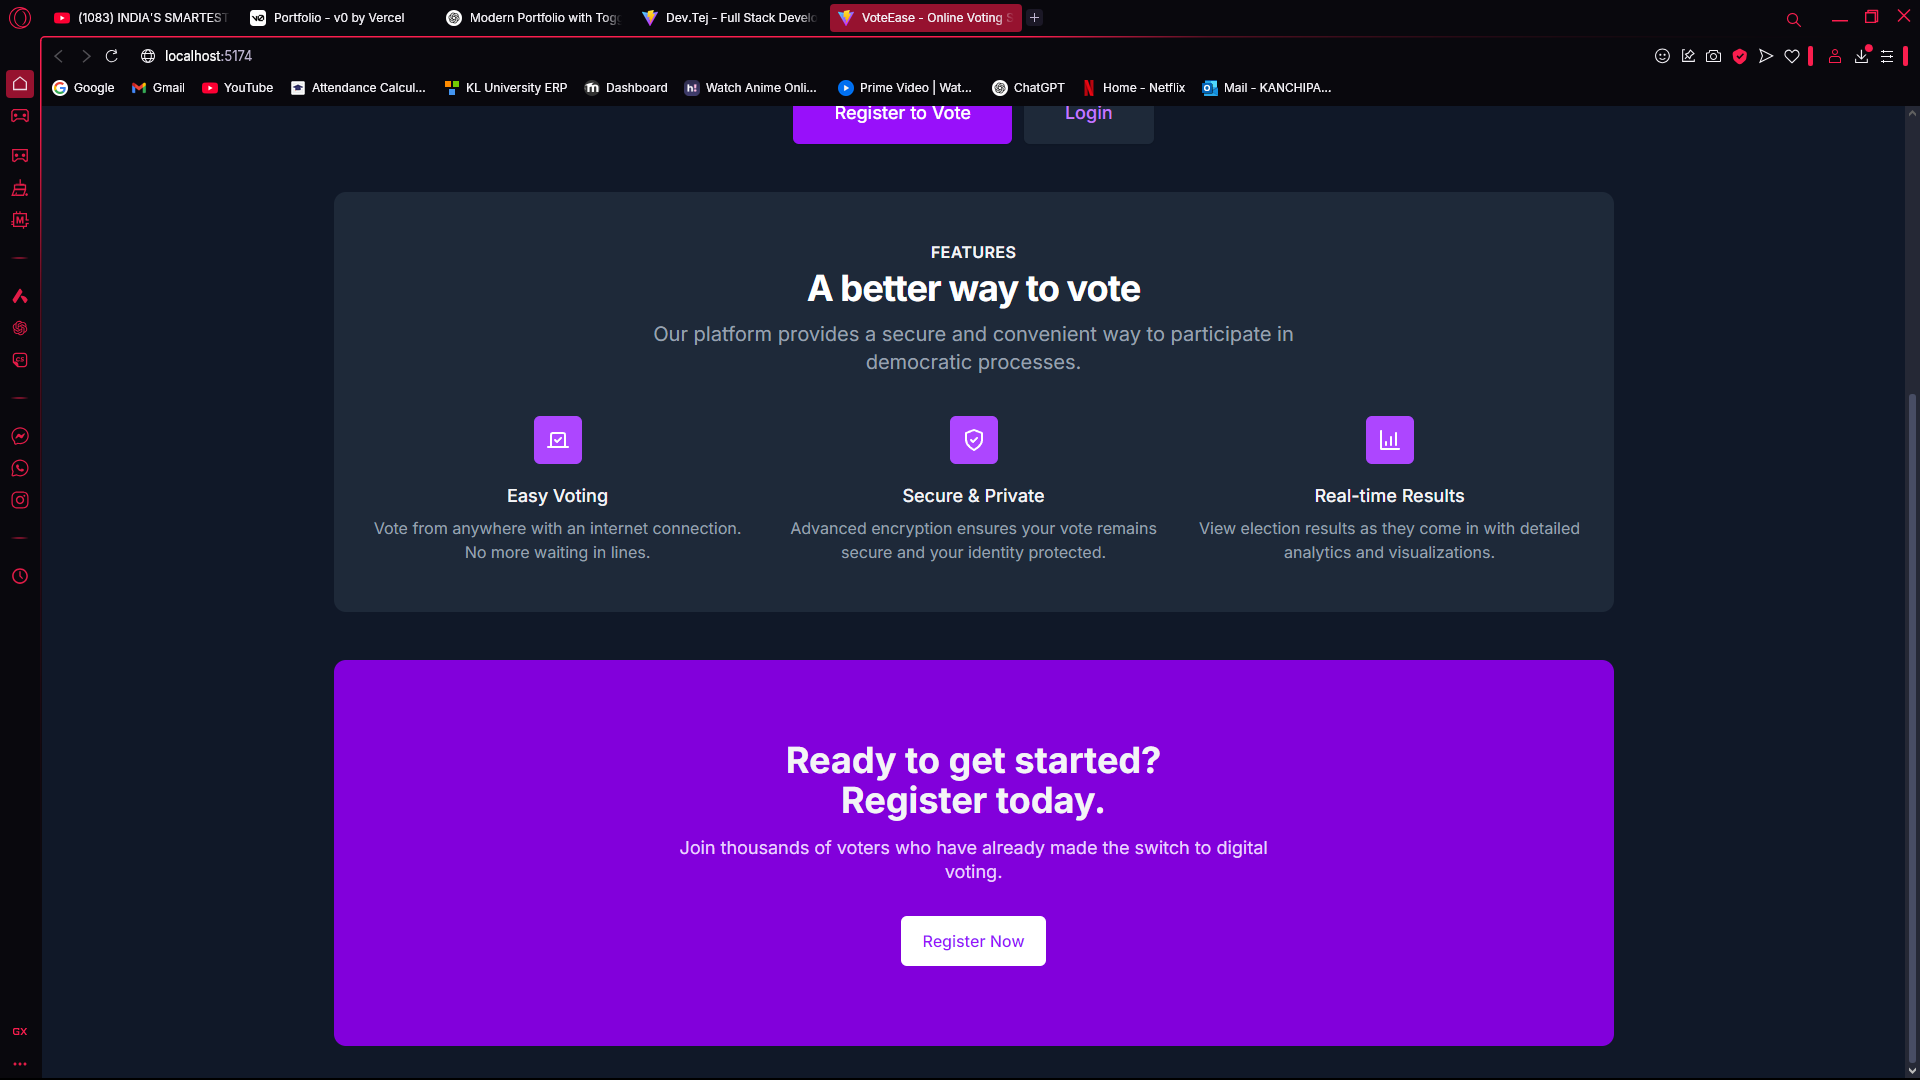 (1083) INDIA'S SMARTEST
Portfolio - v0 by Vercel
Modern Portfolio with Togg
Dev.Tej - Full Stack Develo
VoteEase - Online Voting S
localhost:5174
Google
Gmail
YouTube
Attendance Calcul...
KL University ERP
Dashboard
Watch Anime Onli...
Prime Video | Wat...
ChatGPT
Home - Netflix
Mail - KANCHIPA...
Register to Vote
Login
FEATURES
A better way to vote
Our platform provides a secure and convenient way to participate in
democratic processes.
Easy Voting
Vote from anywhere with an internet connection.
No more waiting in lines.
Secure & Private
Advanced encryption ensures your vote remains
secure and your identity protected.
Real-time Results
View election results as they come in with detailed
analytics and visualizations.
Ready to get started?
Register today.
Join thousands of voters who have already made the switch to digital
voting.
Register Now
GX